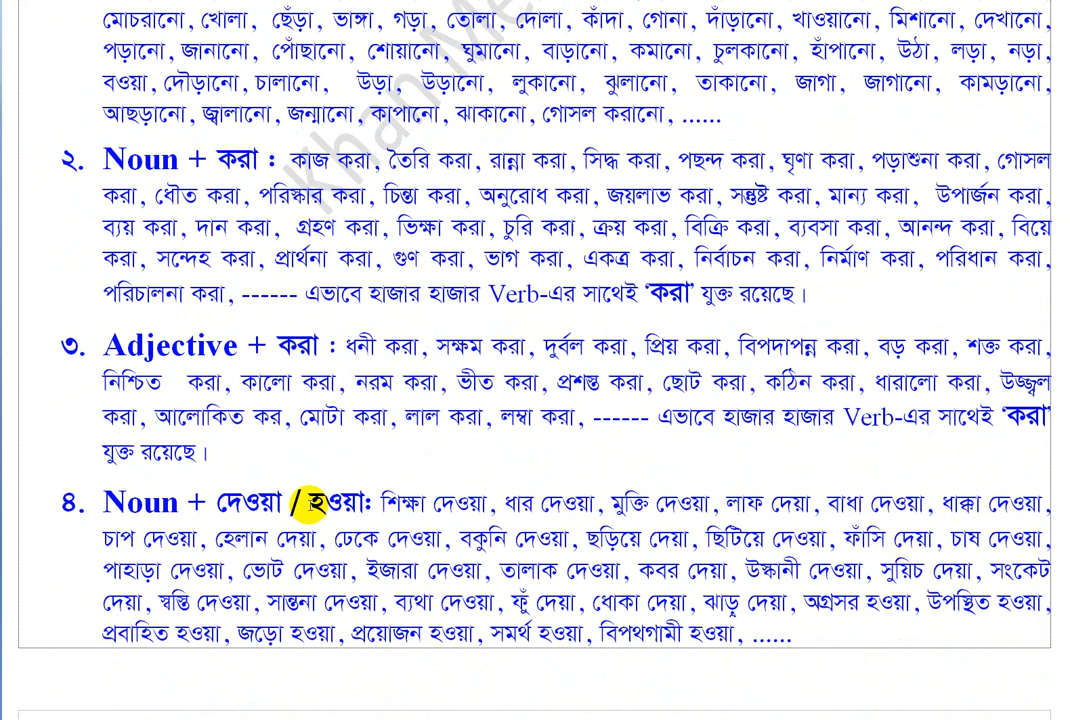 মোচরানো, খোলা, ছেঁড়া, ভাঙ্গা, গড়া, তোলা, দোলা, কাঁদা, গোনা, দাঁড়ানো, খাওয়ানো, মিশানো, দেখানো,
পড়ানো, জানানো, পোঁছানো, শোয়ানো, ঘুমানো, বাড়ানো, কমানো, চুলকানো, হাঁপানো, উঠা, লড়া, নড়া,
বওয়া, দৌড়ানো, চালানো, উড়া, উড়ানো, লুকানো, ঝুলানো, তাকানো, জাগা, জাগানো, কামড়ানো,
আছড়ানো, জ্বালানো, জন্মানো, কাপানো, ঝাকানো, গোসল করানো, ......
২. Noun + করা : কাজ করা, তৈরি করা, রান্না করা, সিদ্ধ করা, পছন্দ করা, ঘৃণা করা, পড়াশুনা করা, গোসল
করা, ধৌত করা, পরিষ্কার করা, চিন্তা করা, অনুরোধ করা, জয়লাভ করা, সন্তুষ্ট করা, মান্য করা, উপার্জন করা,
ব্যয় করা, দান করা, গ্রহণ করা, ভিক্ষা করা, চুরি করা, ক্রয় করা, বিক্রি করা, ব্যবসা করা, আনন্দ করা, বিয়ে
করা, সন্দেহ করা, প্রার্থনা করা, গুণ করা, ভাগ করা, একত্র করা, নির্বাচন করা, নির্মাণ করা, পরিধান করা,
পরিচালনা করা, ------ এভাবে হাজার হাজার Verb-এর সাথেই ‘করা’ যুক্ত রয়েছে।
৩. Adjective + করা : ধনী করা, সক্ষম করা, দুর্বল করা, প্রিয় করা, বিপদাপন্ন করা, বড় করা, শক্ত করা,
নিশ্চিত করা, কালো করা, নরম করা, ভীত করা, প্রশস্ত করা, ছোট করা, কঠিন করা, ধারালো করা, উজ্জ্বল
করা, আলোকিত কর, মোটা করা, লাল করা, লম্বা করা, ------ এভাবে হাজার হাজার Verb-এর সাথেই ‘করা’
যুক্ত রয়েছে।
৪. Noun + দেওয়া / হওয়া: শিক্ষা দেওয়া, ধার দেওয়া, মুক্তি দেওয়া, লাফ দেয়া, বাধা দেওয়া, ধাক্কা দেওয়া,
চাপ দেওয়া, হেলান দেয়া, ঢেকে দেওয়া, বকুনি দেওয়া, ছড়িয়ে দেয়া, ছিটিয়ে দেওয়া, ফাঁসি দেয়া, চাষ দেওয়া,
পাহাড়া দেওয়া, ভোট দেওয়া, ইজারা দেওয়া, তালাক দেওয়া, কবর দেয়া, উস্কানী দেওয়া, সুয়িচ দেয়া, সংকেট
দেয়া, স্বস্তি দেওয়া, সান্তনা দেওয়া, ব্যথা দেওয়া, ফুঁ দেয়া, ধোকা দেয়া, ঝাড়ু দেয়া, অগ্রসর হওয়া, উপস্থিত হওয়া,
প্রবাহিত হওয়া, জড়ো হওয়া, প্রয়োজন হওয়া, সমর্থ হওয়া, বিপথগামী হওয়া, ......